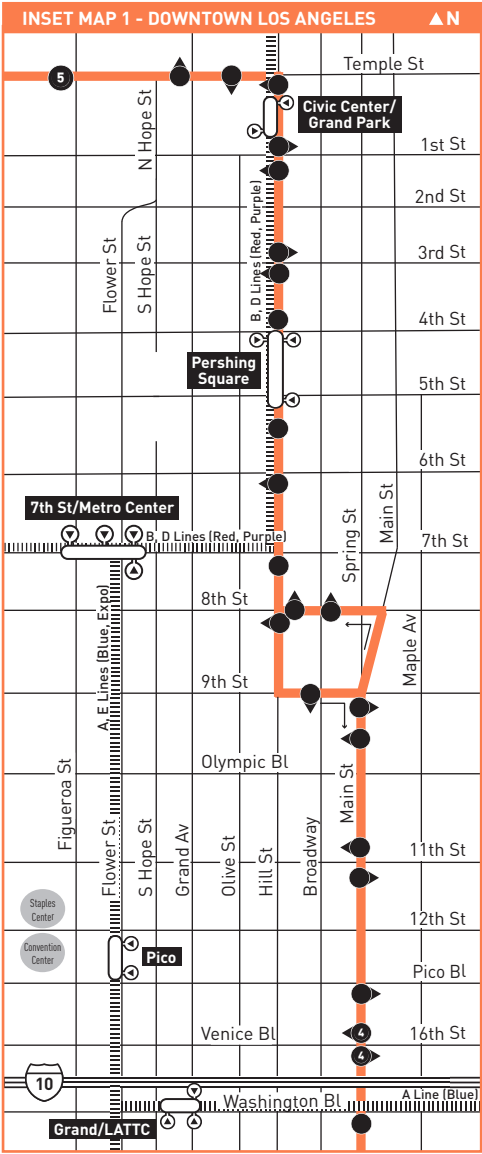 INSET MAP 1 - DOWNTOWN LOS ANGELES
N
Temple St
5
Civic Center/
Grand Park
N Hope St
1st St
2nd St
B, D Lines (Red, Purple)
Flower St
S Hope St
3rd St
4th St
Pershing
Square
5th St
6th St
7th St/Metro Center
B, D Lines (Red, Purple)
Spring St
Main St
7th St
8th St
A, E Lines (Blue, Expo)
Maple Av
9th St
Olympic Bl
Figueroa St
Flower St
S Hope St
Grand Av
Olive St
Hill St
Broadway
Main St
11th St
Staples
Center
12th St
Convention
Center
Pico
Pico Bl
Venice Bl
4
16th St
4
10
A Line (Blue)
Washington Bl
Grand/LATTC